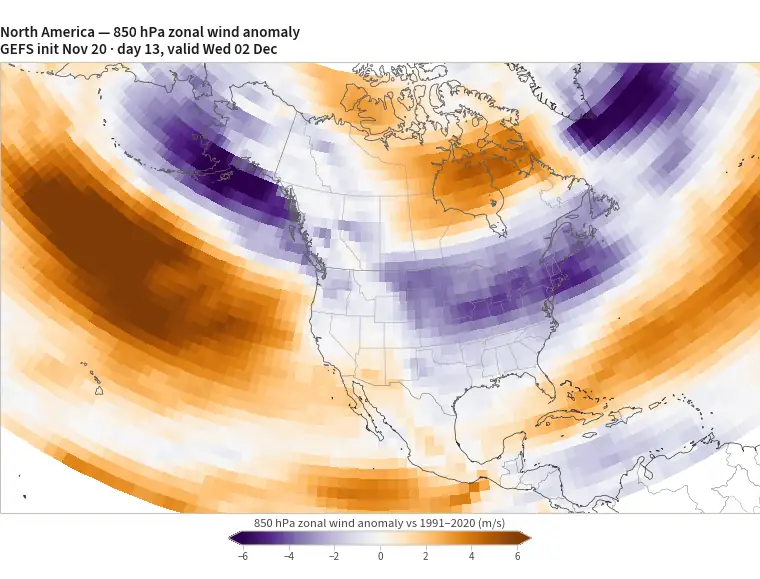 North America — 850 hPa zonal wind anomaly
GEFS init Nov 20 · day 13, valid Wed 02 Dec
850 hPa zonal wind anomaly vs 1991–2020 (m/s)
−6 −4 −2 0 2 4 6